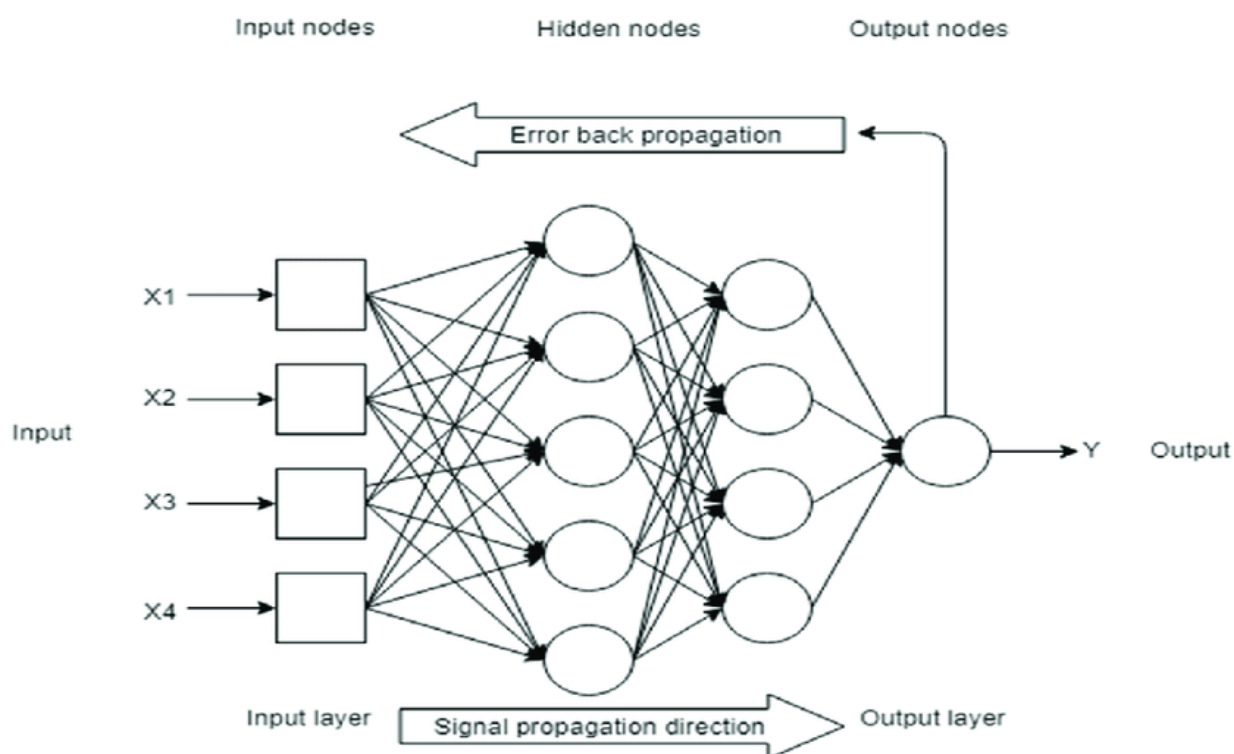 Input nodes
Hidden nodes
Output nodes
Error back propagation
X1
X2
X3
X4
Input
Y
Output
Input layer
Signal propagation direction
Output layer